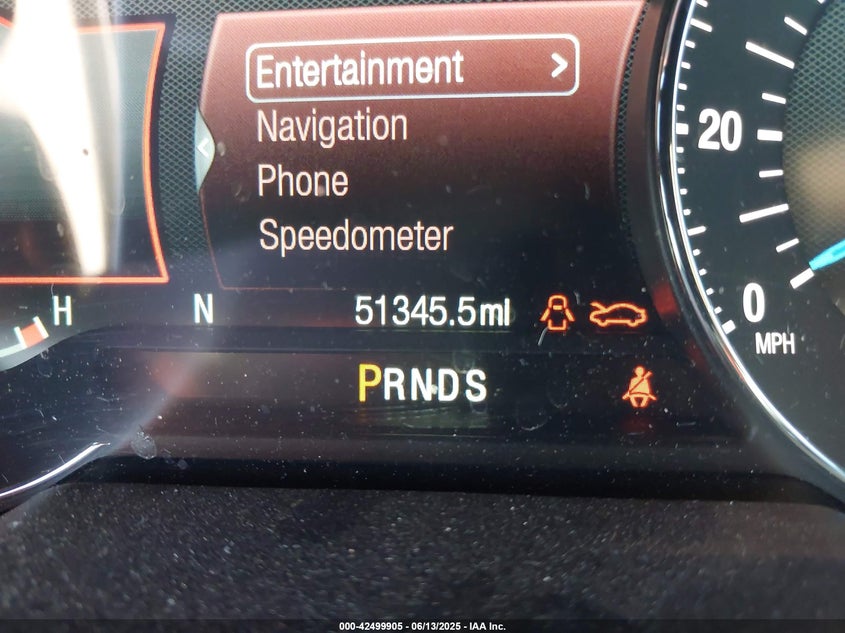 Entertainment >
Navigation
Phone
Speedometer
H N 51345.5mi
PRNDS
20
0
MPH
000-42499905 - 06/13/2025 - IAA Inc.